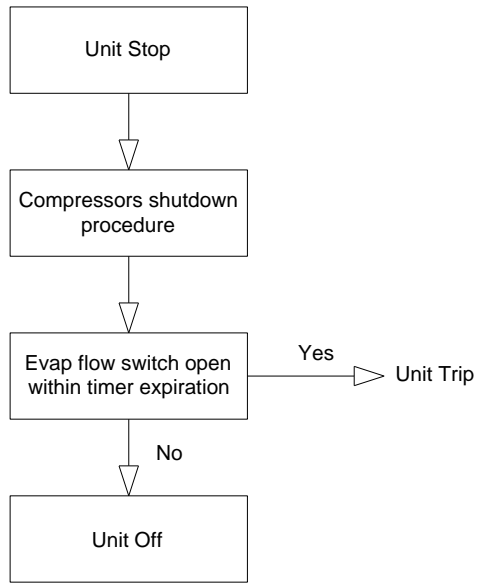 Unit Stop
Compressors shutdown
procedure
Evap flow switch open
within timer expiration
Yes
Unit Trip
No
Unit Off